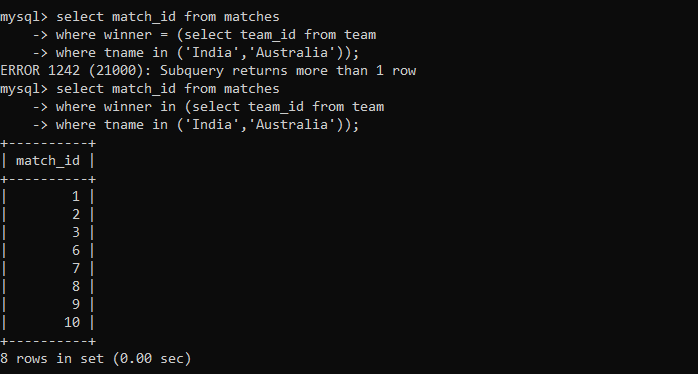 mysql> select match_id from matches
    -> where winner = (select team_id from team
    -> where tname in ('India','Australia'));
ERROR 1242 (21000): Subquery returns more than 1 row
mysql> select match_id from matches
    -> where winner in (select team_id from team
    -> where tname in ('India','Australia'));
+----------+
| match_id |
+----------+
|        1 |
|        2 |
|        3 |
|        6 |
|        7 |
|        8 |
|        9 |
|       10 |
+----------+
8 rows in set (0.00 sec)